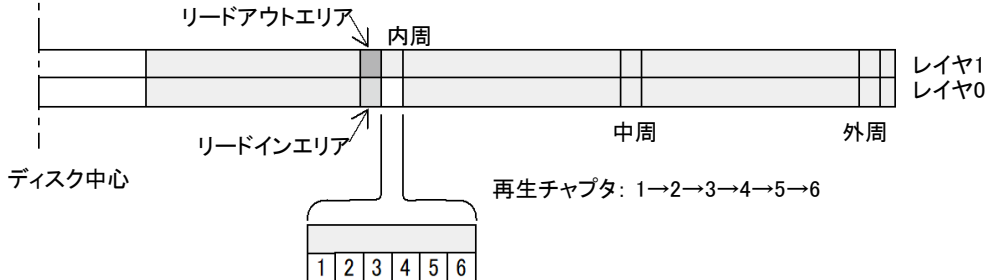 リードアウトエリア
内周
レイヤ1
レイヤ0
リードインエリア
中周
外周
ディスク中心
再生チャプタ: 1→2→3→4→5→6
1 2 3 4 5 6